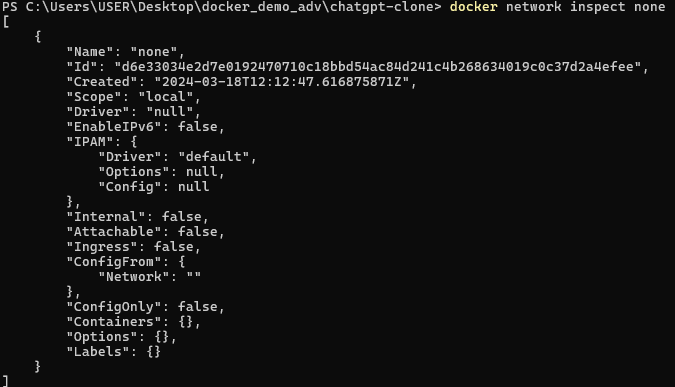 PS C:\Users\USER\Desktop\docker_demo_adv\chatgpt-clone> docker network inspect none
[
    {
        "Name": "none",
        "Id": "d6e33034e2d7e0192470710c18bbd54ac84d241c4b268634019c0c37d2a4efee",
        "Created": "2024-03-18T12:12:47.616875871Z",
        "Scope": "local",
        "Driver": "null",
        "EnableIPv6": false,
        "IPAM": {
            "Driver": "default",
            "Options": null,
            "Config": null
        },
        "Internal": false,
        "Attachable": false,
        "Ingress": false,
        "ConfigFrom": {
            "Network": ""
        },
        "ConfigOnly": false,
        "Containers": {},
        "Options": {},
        "Labels": {}
    }
]